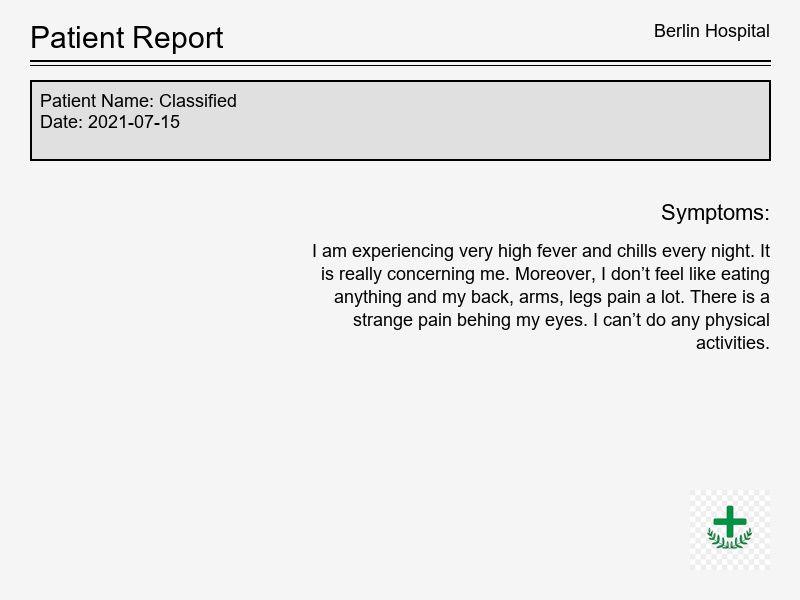 Patient Report
Berlin Hospital
Patient Name: Classified
Date: 2021-07-15
Symptoms:
I am experiencing very high fever and chills every night. It
is really concerning me. Moreover, I don’t feel like eating
anything and my back, arms, legs pain a lot. There is a
strange pain behing my eyes. I can’t do any physical
activities.